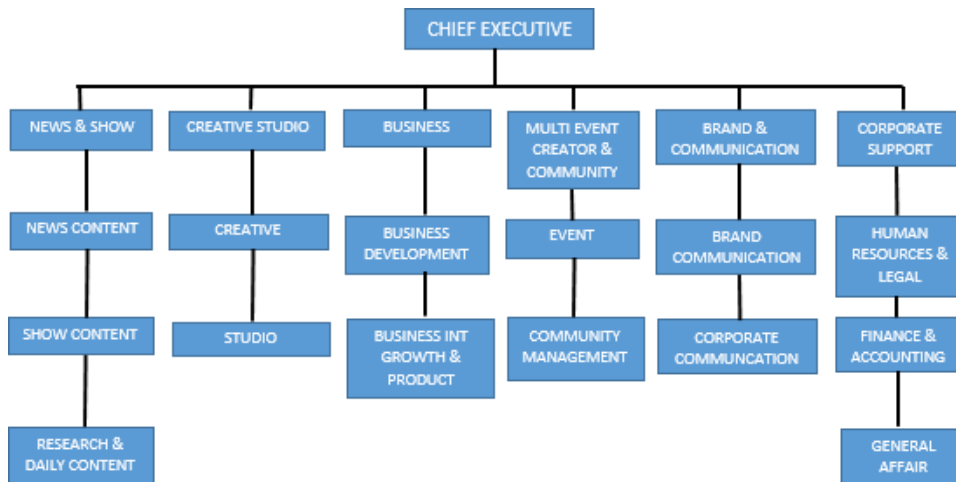 CHIEF EXECUTIVE
NEWS & SHOW
CREATIVE STUDIO
BUSINESS
MULTI EVENT
CREATOR &
COMMUNITY
BRAND &
COMMUNICATION
CORPORATE
SUPPORT
NEWS CONTENT
CREATIVE
BUSINESS
DEVELOPMENT
EVENT
BRAND
COMMUNICATION
HUMAN
RESOURCES &
LEGAL
SHOW CONTENT
STUDIO
BUSINESS INT
GROWTH &
PRODUCT
COMMUNITY
MANAGEMENT
CORPORATE
COMMUNCATION
FINANCE &
ACCOUNTING
RESEARCH &
DAILY CONTENT
GENERAL
AFFAIR